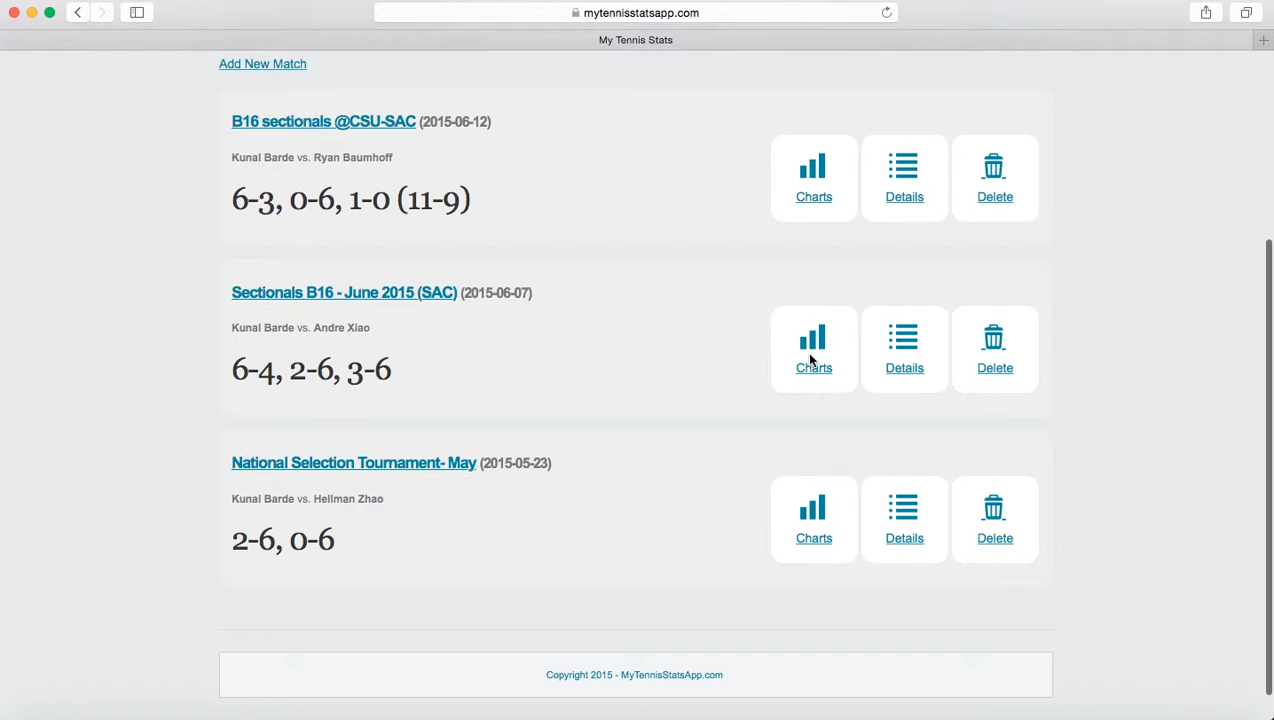 mytennisstatsapp.com
My Tennis Stats
Add New Match
B16 sectionals @CSU-SAC (2015-06-12)
Kunal Barde vs. Ryan Baumhoff
6-3, 0-6, 1-0 (11-9)
Charts Details Delete
Sectionals B16 - June 2015 (SAC) (2015-06-07)
Kunal Barde vs. Andre Xiao
6-4, 2-6, 3-6
Charts Details Delete
National Selection Tournament- May (2015-05-23)
Kunal Barde vs. Hellman Zhao
2-6, 0-6
Charts Details Delete
Copyright 2015 - MyTennisStatsApp.com